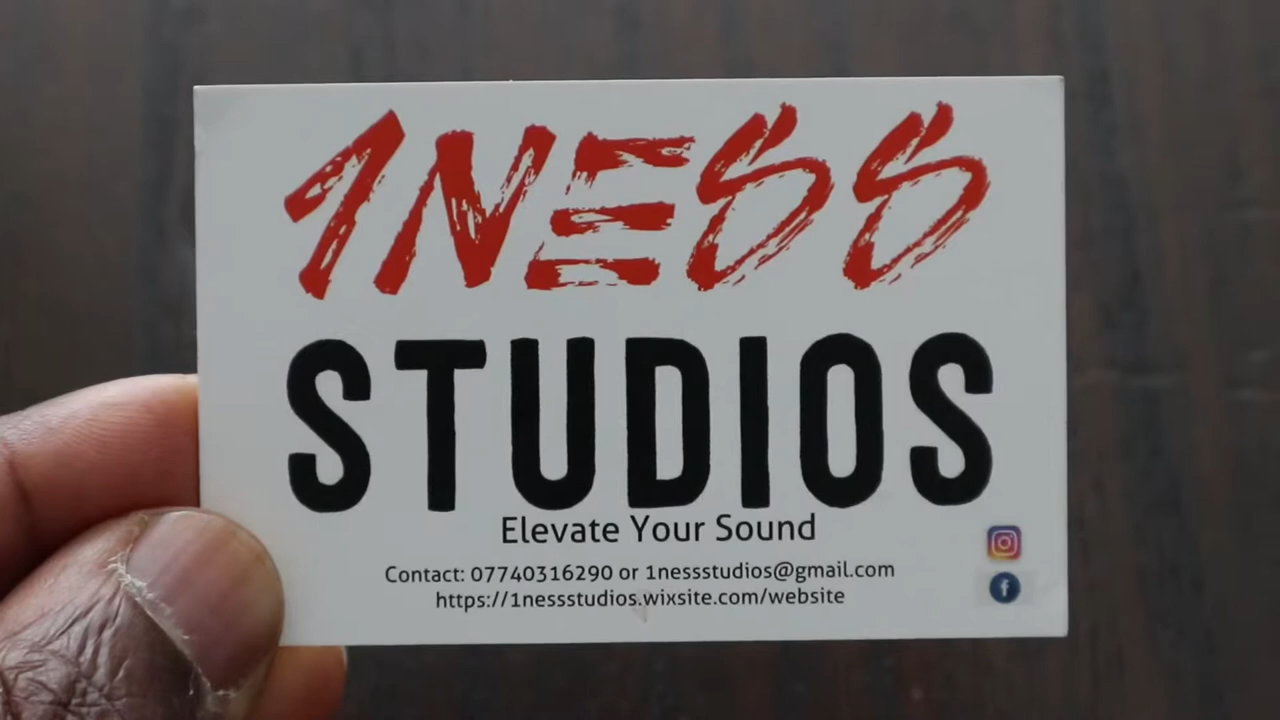 1NESS
STUDIOS
Elevate Your Sound
Contact: 07740316290 or 1nessstudios@gmail.com
https://1nessstudios.wixsite.com/website